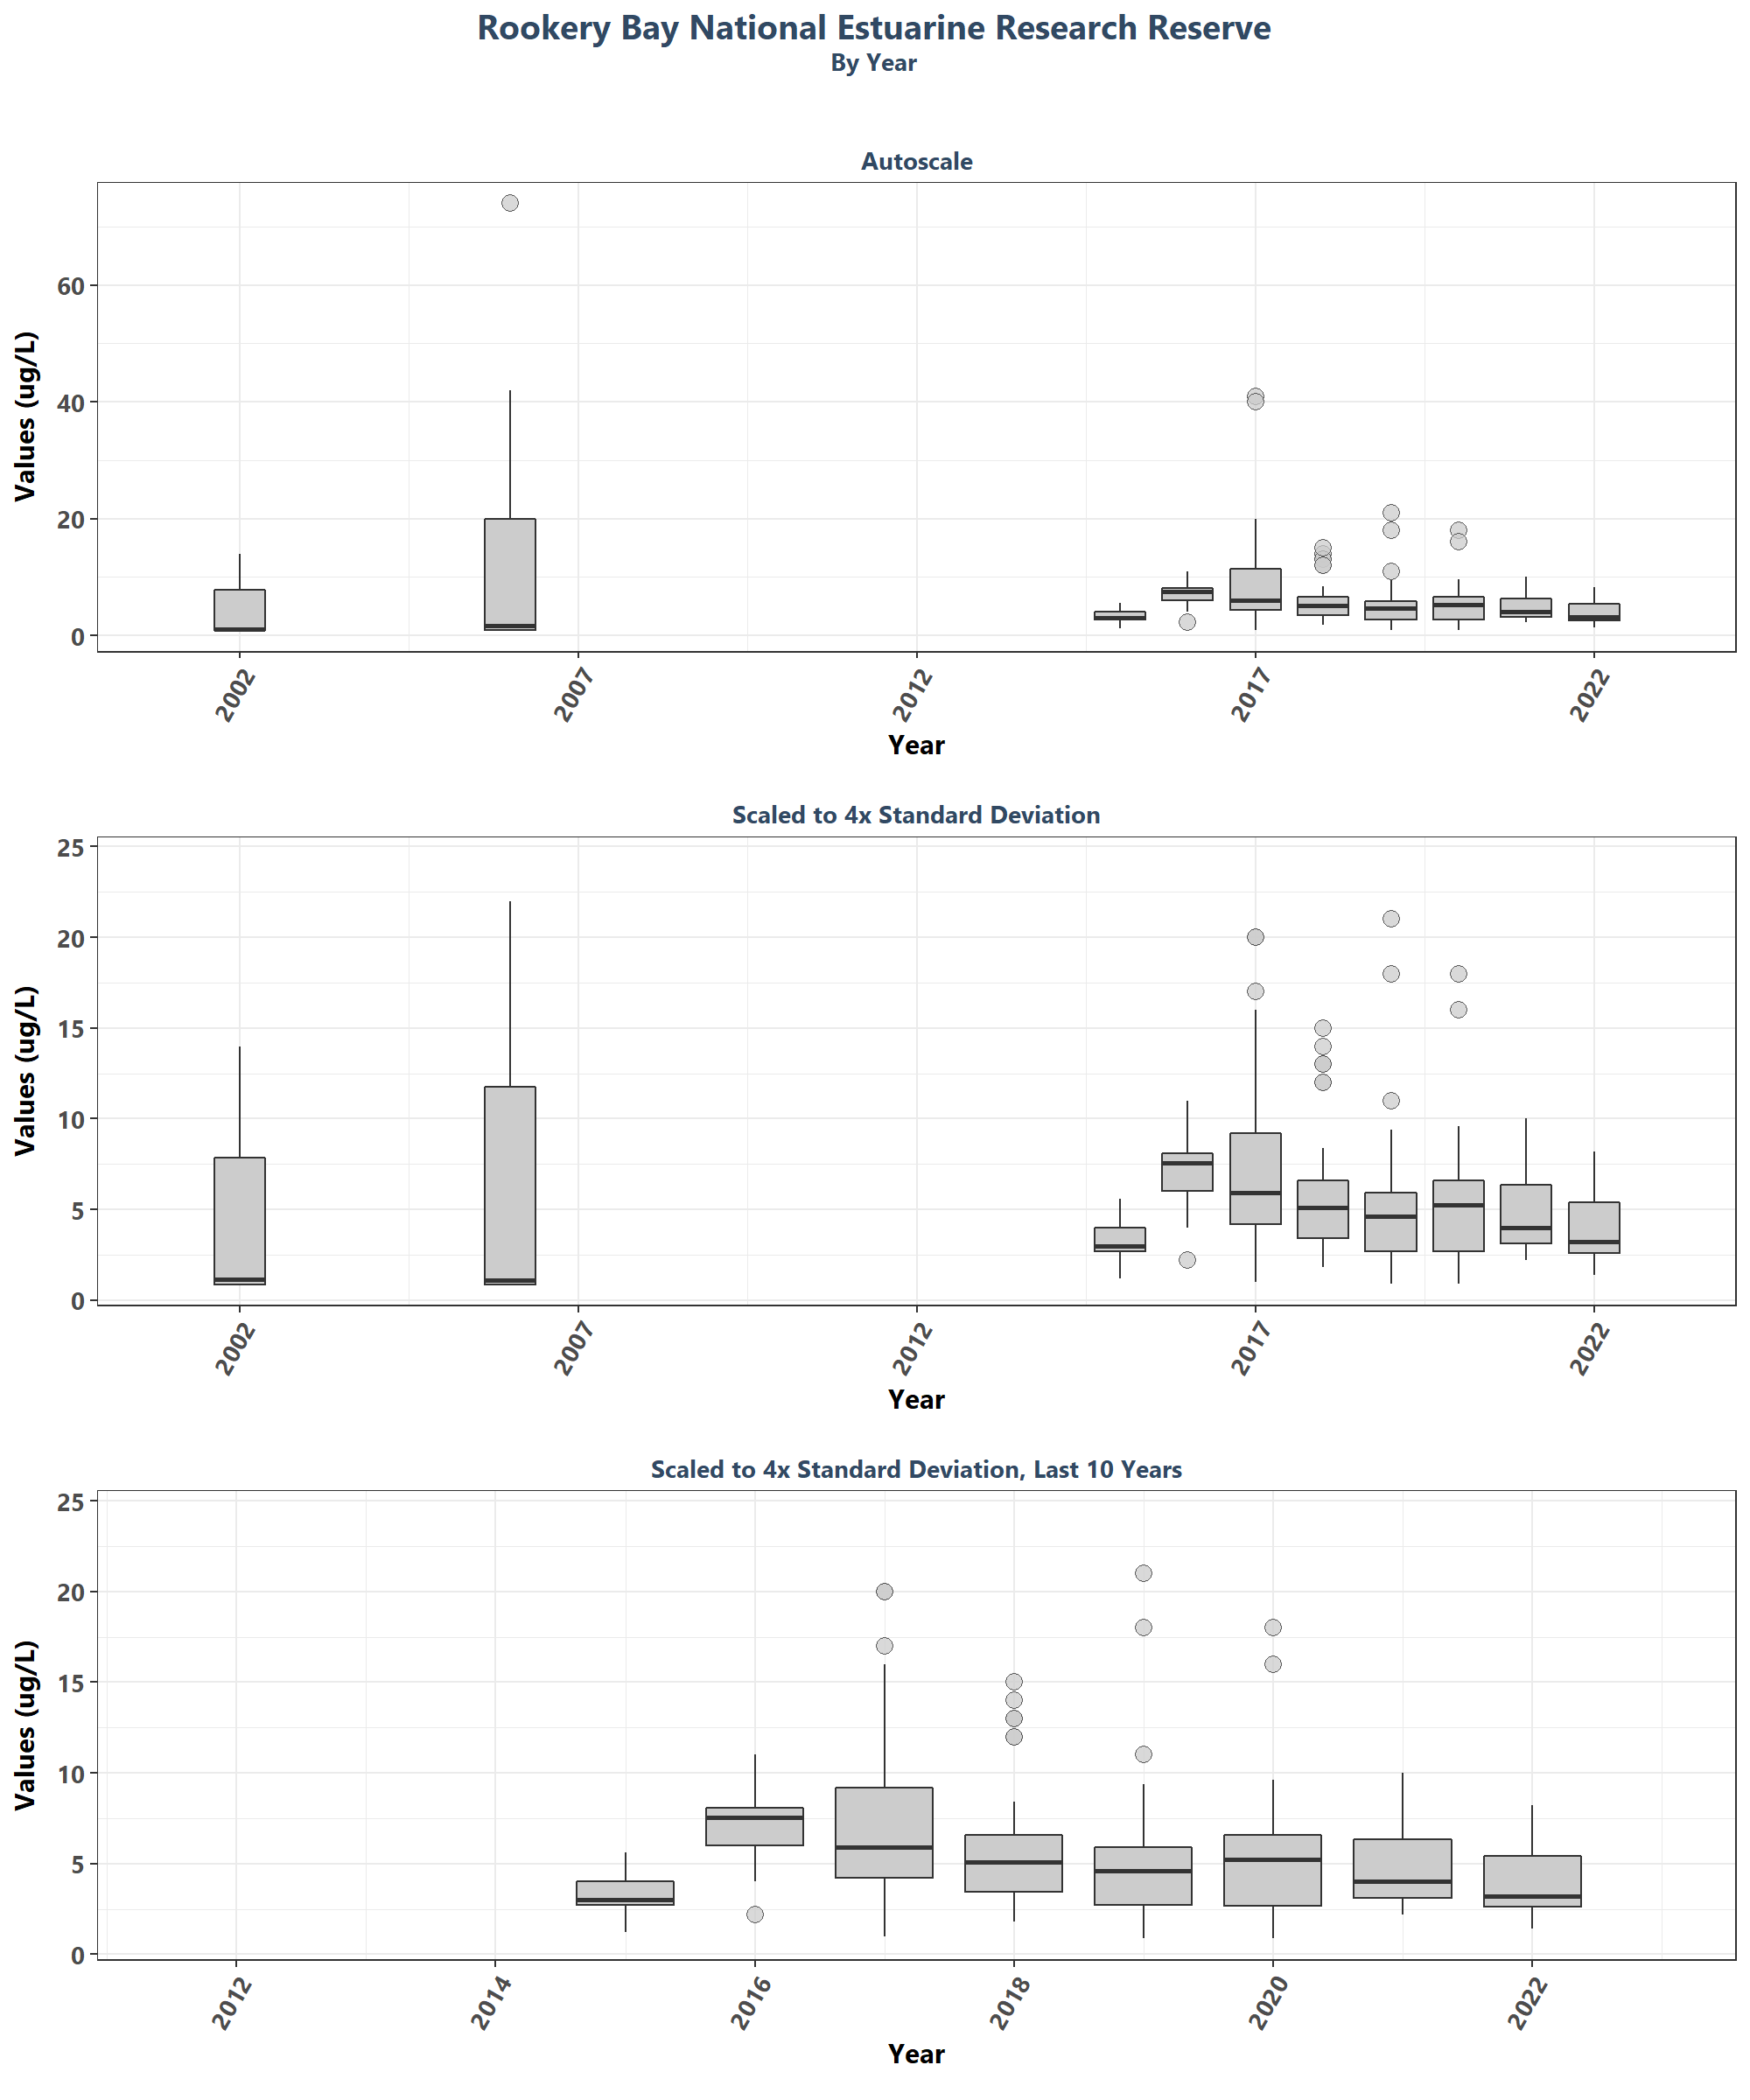 Rookery Bay National Estuarine Research Reserve
By Year
Autoscale
Values (ug/L)
60
40
20
0
2002
2007
2012
2017
2022
Year
Scaled to 4x Standard Deviation
Values (ug/L)
25
20
15
10
5
0
2002
2007
2012
2017
2022
Year
Scaled to 4x Standard Deviation, Last 10 Years
Values (ug/L)
25
20
15
10
5
0
2012
2014
2016
2018
2020
2022
Year